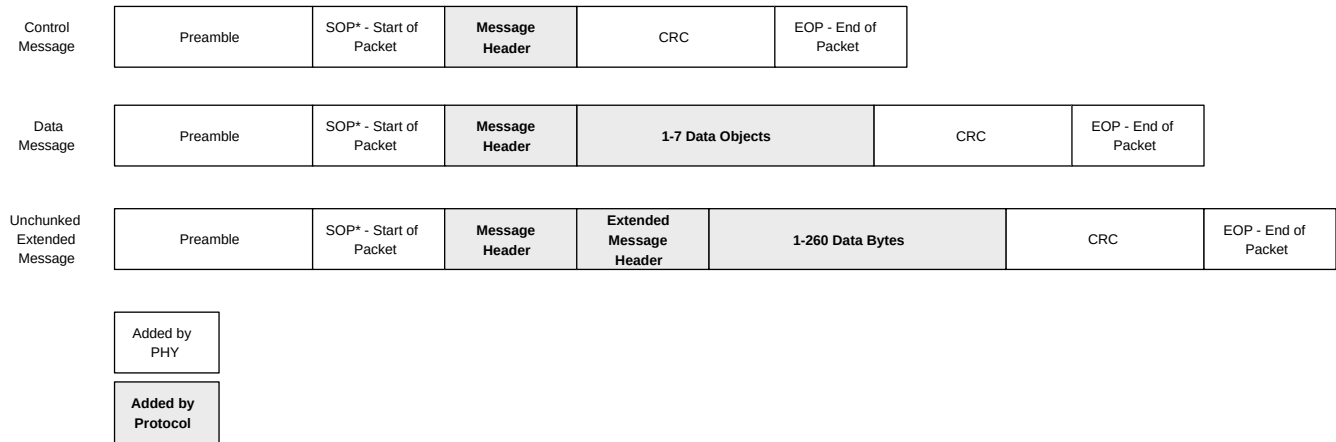 Control
Message
Preamble
SOP* - Start of
Packet
Message
Header
CRC
EOP - End of
Packet
Data
Message
Preamble
SOP* - Start of
Packet
Message
Header
1-7 Data Objects
CRC
EOP - End of
Packet
Unchunked
Extended
Message
Preamble
SOP* - Start of
Packet
Message
Header
Extended
Message
Header
1-260 Data Bytes
CRC
EOP - End of
Packet
Added by
PHY
Added by
Protocol